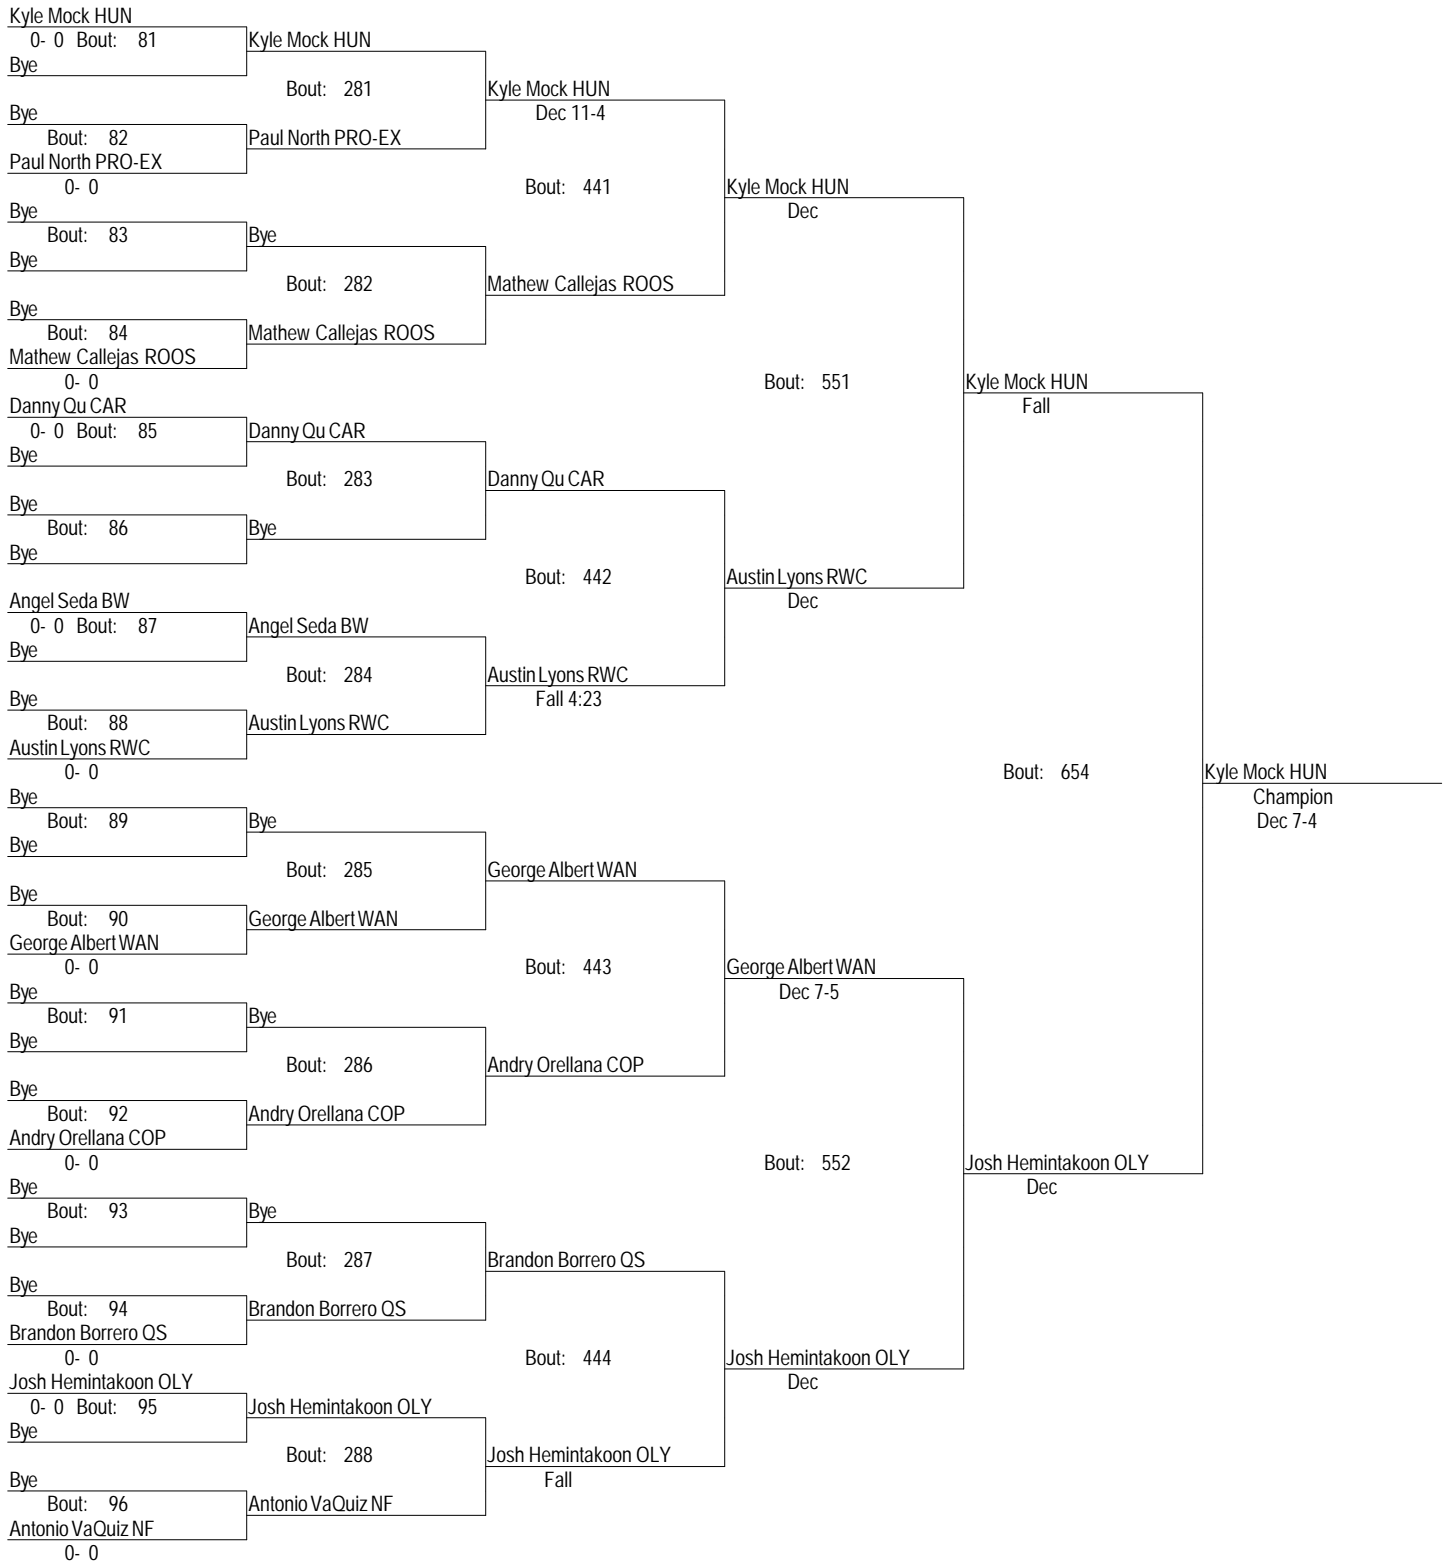 Kyle Mock HUN
0- 0 Bout: 81
Kyle Mock HUN
Bye
Bout: 281
Kyle Mock HUN
Bye
Dec 11-4
Bout: 82
Paul North PRO-EX
Paul North PRO-EX
0- 0
Bout: 441
Kyle Mock HUN
Bye
Dec
Bout: 83
Bye
Bye
Bout: 282
Mathew Callejas ROOS
Bye
Bout: 84
Mathew Callejas ROOS
Mathew Callejas ROOS
0- 0
Bout: 551
Kyle Mock HUN
Danny Qu CAR
Fall
0- 0 Bout: 85
Danny Qu CAR
Bye
Bout: 283
Danny Qu CAR
Bye
Bout: 86
Bye
Bye
Bout: 442
Austin Lyons RWC
Angel Seda BW
Dec
0- 0 Bout: 87
Angel Seda BW
Bye
Bout: 284
Austin Lyons RWC
Bye
Fall 4:23
Bout: 88
Austin Lyons RWC
Austin Lyons RWC
0- 0
Bout: 654
Kyle Mock HUN
Bye
Champion
Bout: 89
Bye
Dec 7-4
Bye
Bout: 285
George Albert WAN
Bye
Bout: 90
George Albert WAN
George Albert WAN
0- 0
Bout: 443
George Albert WAN
Bye
Dec 7-5
Bout: 91
Bye
Bye
Bout: 286
Andry Orellana COP
Bye
Bout: 92
Andry Orellana COP
Andry Orellana COP
0- 0
Bout: 552
Josh Hemintakoon OLY
Bye
Dec
Bout: 93
Bye
Bye
Bout: 287
Brandon Borrero QS
Bye
Bout: 94
Brandon Borrero QS
Brandon Borrero QS
0- 0
Bout: 444
Josh Hemintakoon OLY
Josh Hemintakoon OLY
Dec
0- 0 Bout: 95
Josh Hemintakoon OLY
Bye
Bout: 288
Josh Hemintakoon OLY
Bye
Fall
Bout: 96
Antonio VaQuiz NF
Antonio VaQuiz NF
0- 0